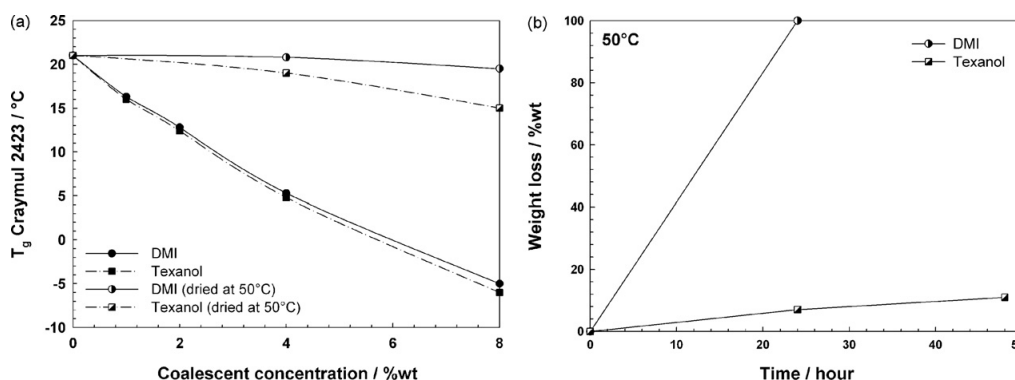 (a)
25
20
15
10
5
0
-5
-10
T_g Craymul 2423 / °C
DMI
Texanol
DMI (dried at 50°C)
Texanol (dried at 50°C)
0 2 4 6 8
Coalescent concentration / %wt
(b)
100
80
60
40
20
0
Weight loss / %wt
50°C
DMI
Texanol
0 10 20 30 40 50
Time / hour